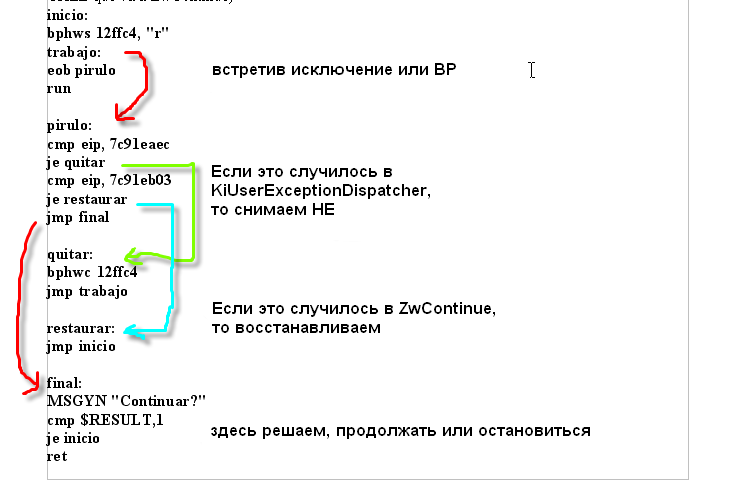 inicio:
bphws 12ffc4, "r"
trabajo:
eob pirulo
встретив исключение или BP
run
pirulo:
cmp eip, 7c91eaec
je quitar
Если это случилось в
cmp eip, 7c91eb03
KiUserExceptionDispatcher,
je restaurar
то снимаем HE
jmp final
quitar:
bphwc 12ffc4
jmp trabajo
Если это случилось в ZwContinue,
restaurar:
то восстанавливаем
jmp inicio
final:
MSGYN "Continuar?"
cmp $RESULT,1
здесь решаем, продолжать или остановиться
je inicio
ret